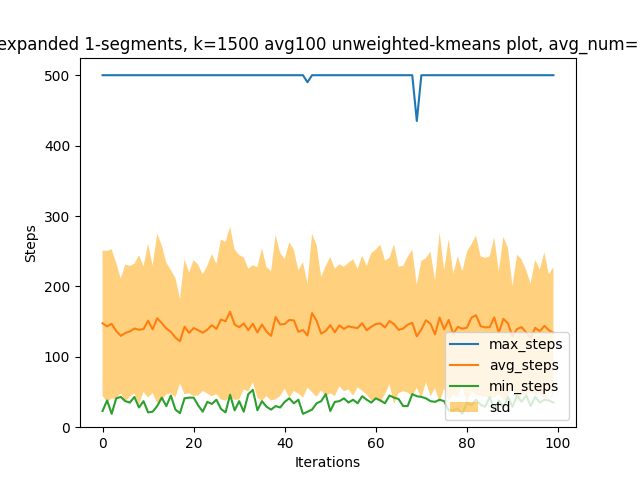 expanded 1-segments, k=1500 avg100 unweighted-kmeans plot, avg_num=
500
400
300
200
100
0
Steps
0 20 40 60 80 100
Iterations
max_steps
avg_steps
min_steps
std